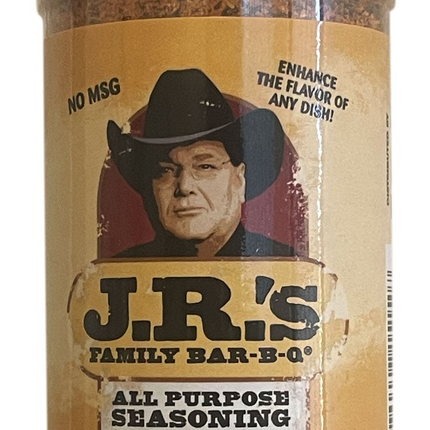 NO MSG
ENHANCE
THE FLAVOR OF
ANY DISH!
J.R.'s
FAMILY BAR-B-Q®
ALL PURPOSE
SEASONING